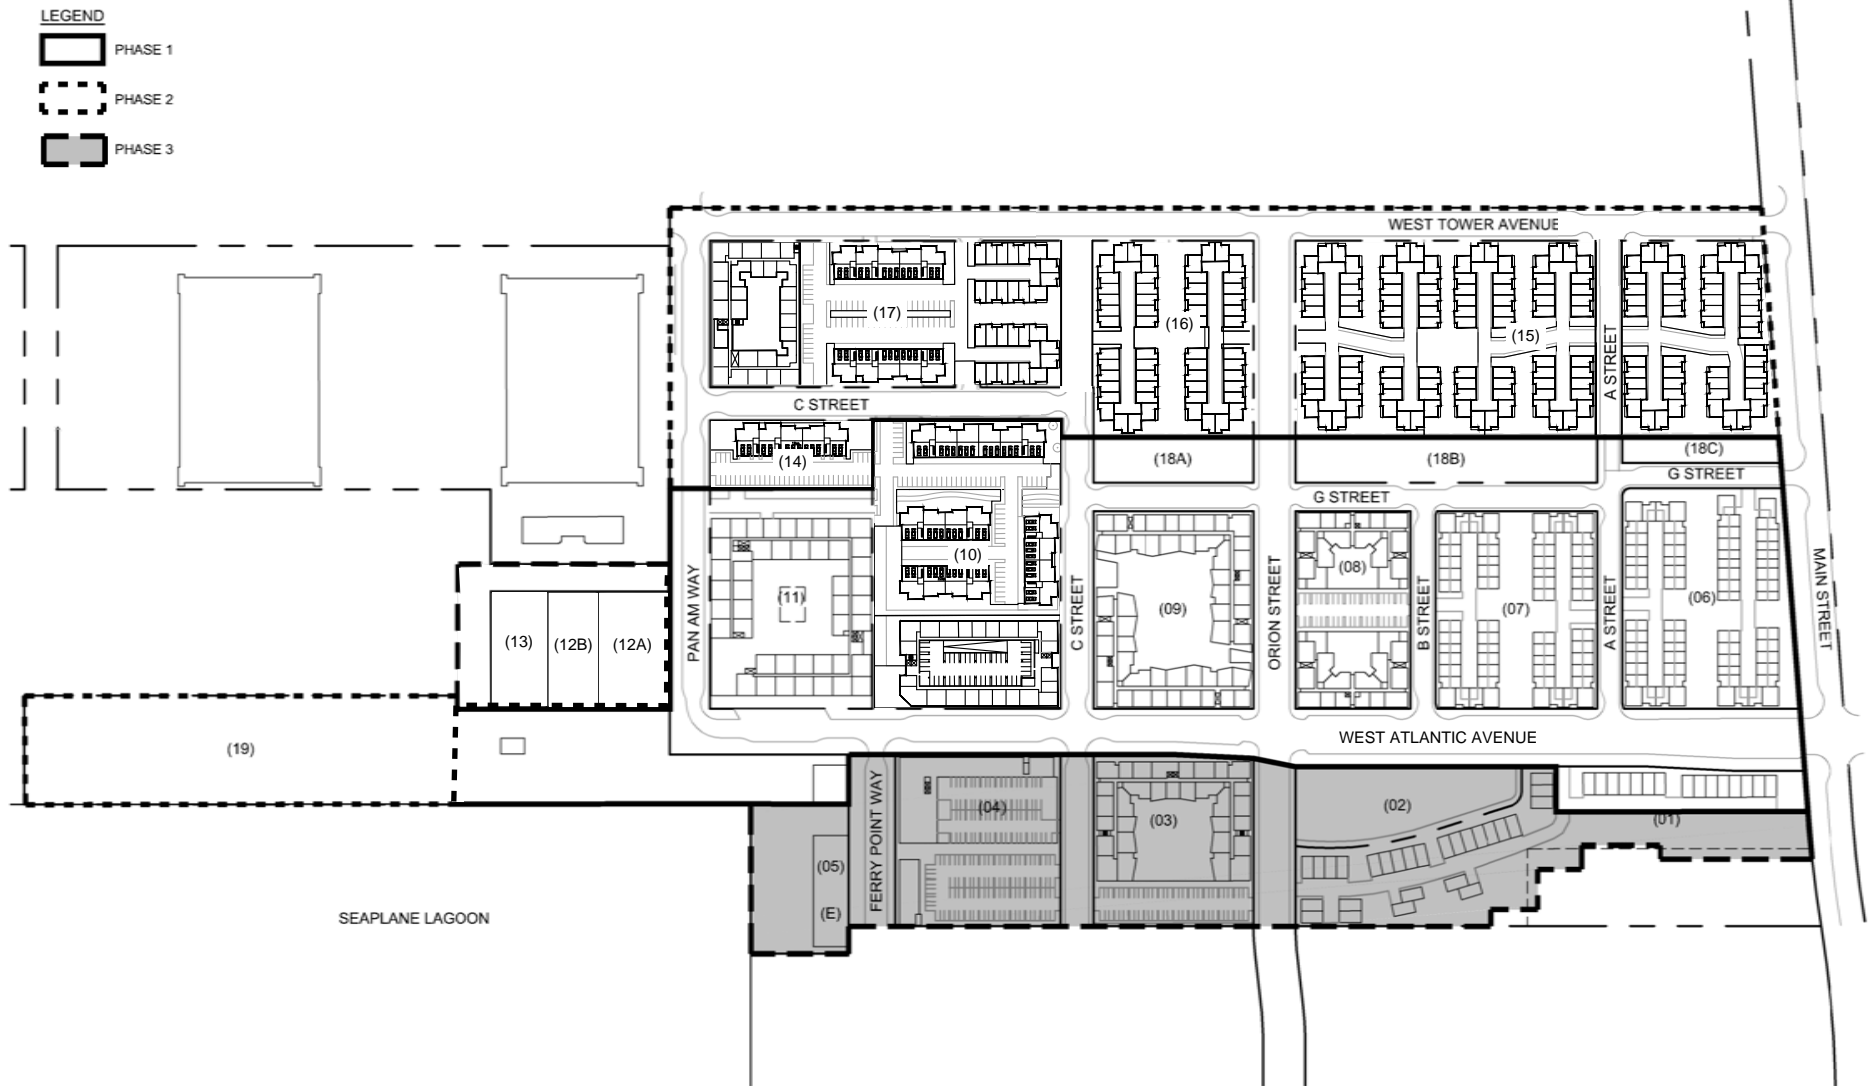 LEGEND
PHASE 1
PHASE 2
PHASE 3
WEST TOWER AVENUE
(17)
(16)
(15)
A STREET
C STREET
(14)
(18A)
(18B)
(18C)
G STREET
G STREET
(10)
(11)
(09)
(08)
(07)
(06)
PAN AM WAY
C STREET
ORION STREET
B STREET
A STREET
MAIN STREET
(13)
(12B)
(12A)
(19)
WEST ATLANTIC AVENUE
FERRY POINT WAY
(04)
(03)
(02)
(01)
(05)
(E)
SEAPLANE LAGOON